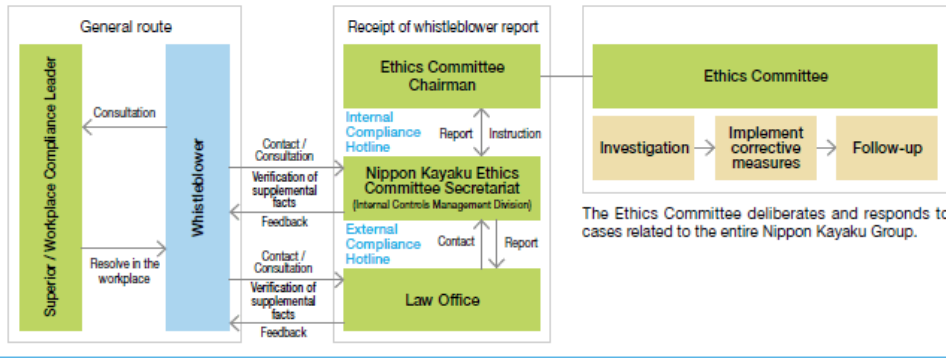 General route
Superior / Workplace Compliance Leader
Consultation
Resolve in the
workplace
Whistleblower
Contact /
Consultation
Verification of
supplemental
facts
Feedback
Contact /
Consultation
Verification of
supplemental
facts
Feedback
Receipt of whistleblower report
Ethics Committee
Chairman
Internal
Compliance
Hotline
Report
Instruction
Nippon Kayaku Ethics
Committee Secretariat
(Internal Controls Management Division)
External
Compliance
Hotline
Contact
Report
Law Office
Ethics Committee
Investigation
Implement
corrective
measures
Follow-up
The Ethics Committee deliberates and responds to
cases related to the entire Nippon Kayaku Group.